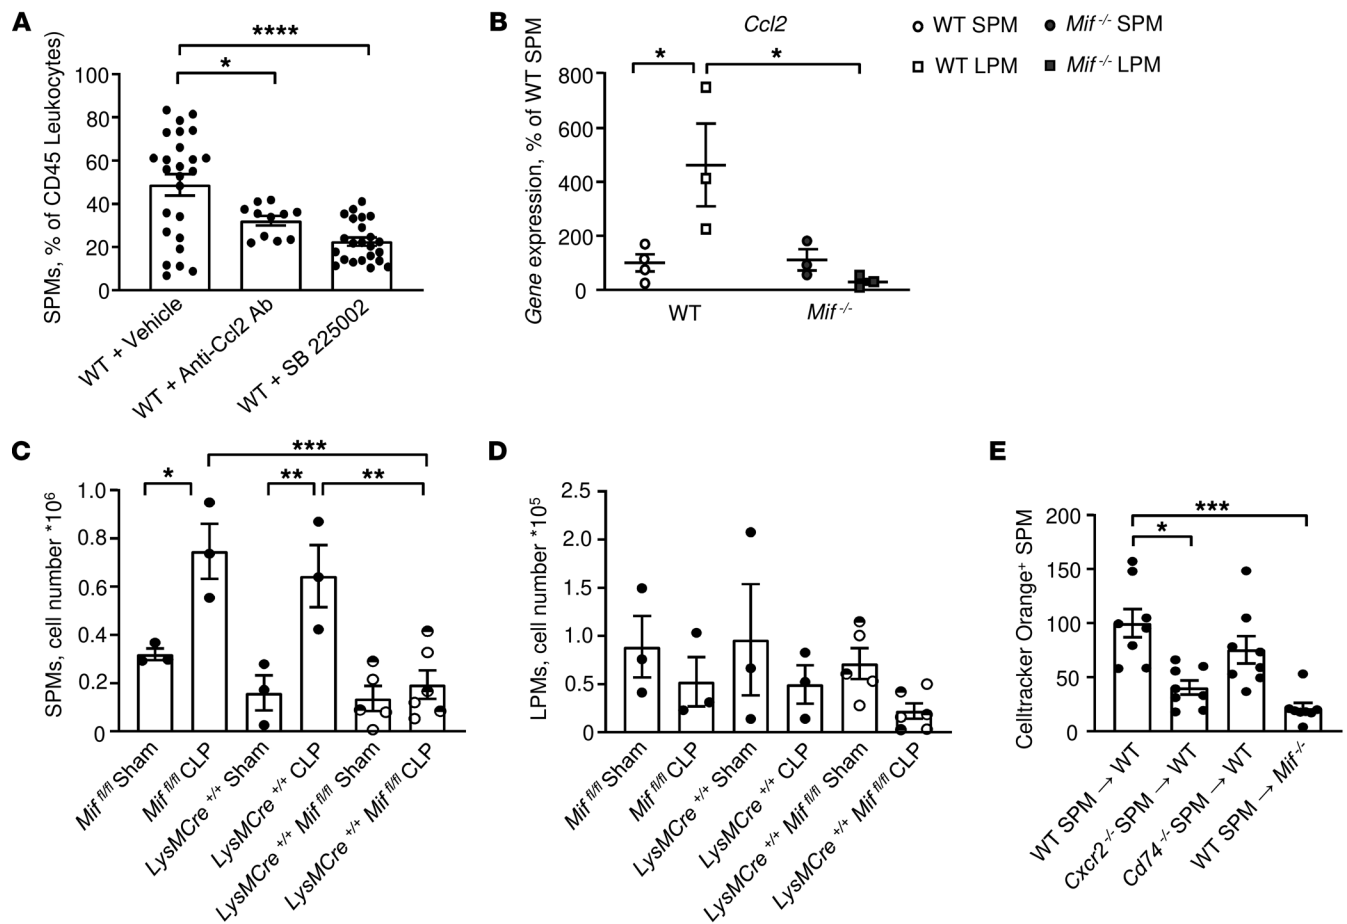 A
SPMs, % of CD45 Leukocytes)
****
*
100
80
60
40
20
0
WT + Vehicle
WT + Anti-Ccl2 Ab
WT + SB 225002
B
Gene expression, % of WT SPM
Ccl2
*
*
800
600
400
200
0
WT
Mif -/-
WT SPM
Mif -/- SPM
WT LPM
Mif -/- LPM
C
SPMs, cell number *10⁶
***
*
**
**
1.0
0.8
0.6
0.4
0.2
0
Mif fl/fl Sham
Mif fl/fl CLP
LysMCre +/+ Sham
LysMCre +/+ CLP
LysMCre +/+ Mif fl/fl Sham
LysMCre +/+ Mif fl/fl CLP
D
LPMs, cell number *10⁵
2.5
2.0
1.5
1.0
0.5
0
Mif fl/fl Sham
Mif fl/fl CLP
LysMCre +/+ Sham
LysMCre +/+ CLP
LysMCre +/+ Mif fl/fl Sham
LysMCre +/+ Mif fl/fl CLP
E
Celltracker Orange⁺ SPM
***
*
200
150
100
50
0
WT SPM → WT
Cxcr2 -/- SPM → WT
Cd74 -/- SPM → WT
WT SPM → Mif -/-